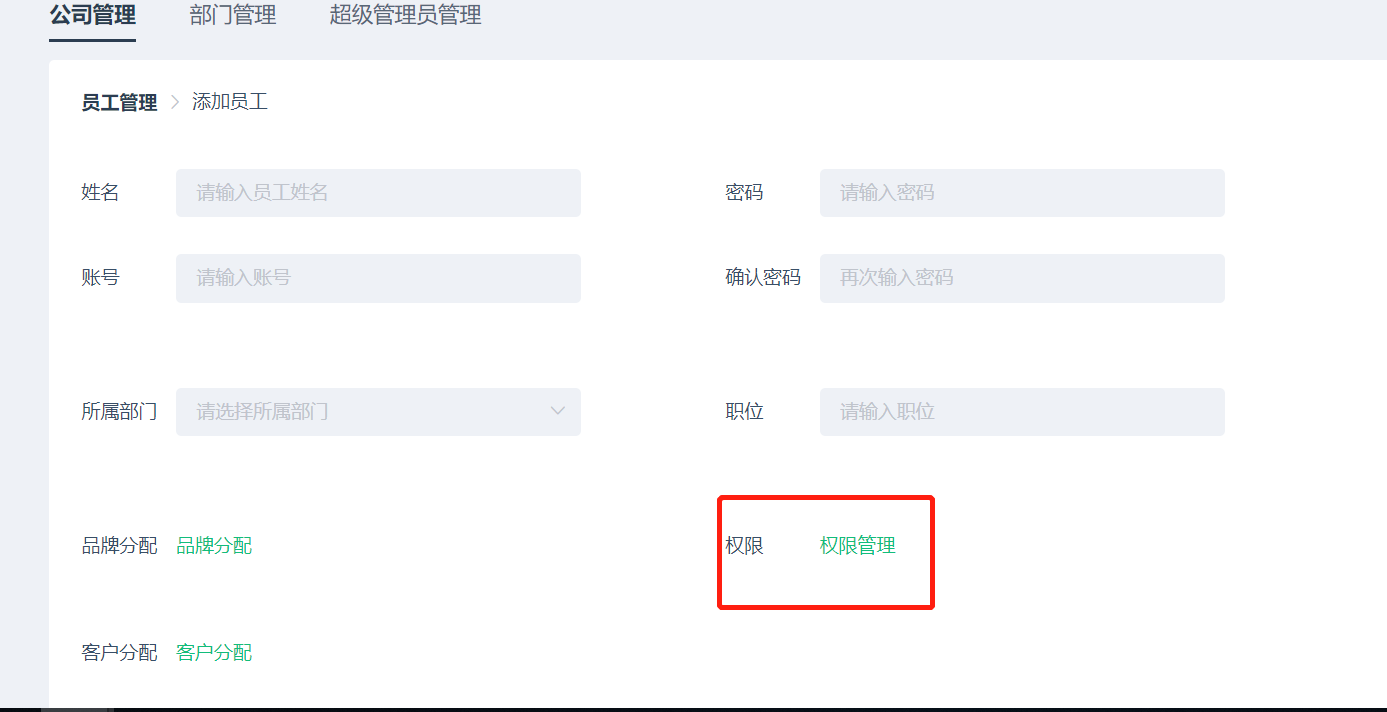 公司管理 部门管理 超级管理员管理
员工管理 添加员工
姓名 请输入员工姓名 密码 请输入密码
账号 请输入账号 确认密码 再次输入密码
所属部门 请选择所属部门 职位 请输入职位
品牌分配 品牌分配 权限 权限管理
客户分配 客户分配